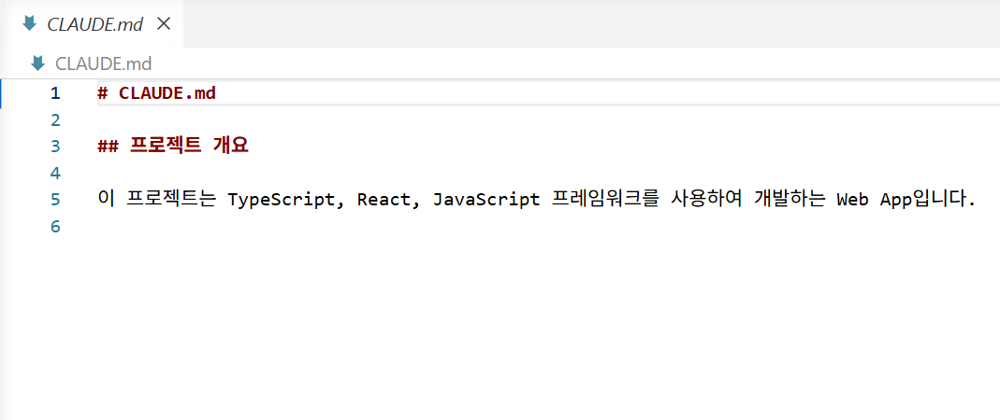 CLAUDE.md
CLAUDE.md
1 # CLAUDE.md
2
3 ## 프로젝트 개요
4
5 이 프로젝트는 TypeScript, React, JavaScript 프레임워크를 사용하여 개발하는 Web App입니다.
6